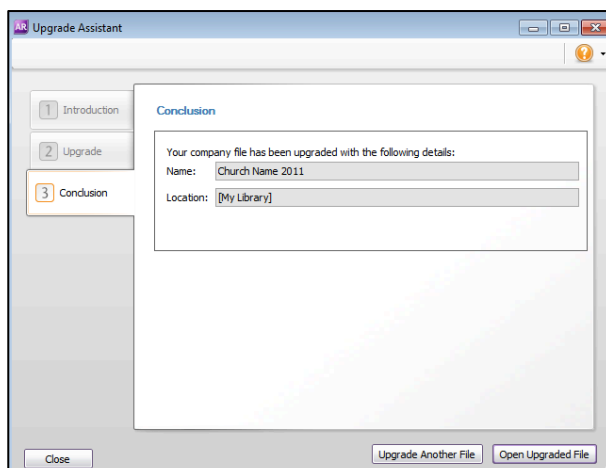 AR Upgrade Assistant
?
1 Introduction
2 Upgrade
3 Conclusion
Conclusion
Your company file has been upgraded with the following details:
Name: Church Name 2011
Location: [My Library]
Close
Upgrade Another File
Open Upgraded File